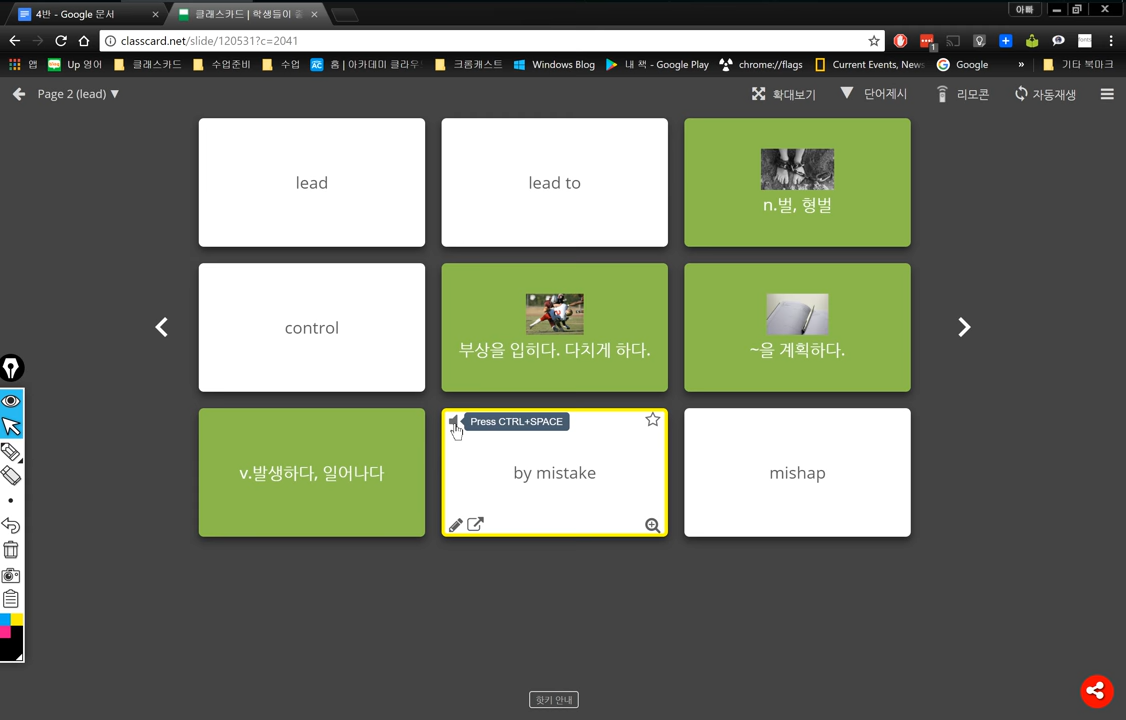 4반 - Google 문서
클래스카드 | 학생들이 좋
아빠
classcard.net/slide/120531?c=2041
1
앱
Up 영어
클래스카드
수업준비
수업
홈 | 아카데미 클라우
크롬캐스트
Windows Blog
내 책 - Google Play
chrome://flags
Current Events, News
Google
»
기타 북마크
Page 2 (lead) ▼
확대보기
단어제시
리모콘
자동재생
lead
lead to
n.벌, 형벌
control
부상을 입히다. 다치게 하다.
~을 계획하다.
v.발생하다, 일어나다
Press CTRL+SPACE
by mistake
mishap
핫키 안내